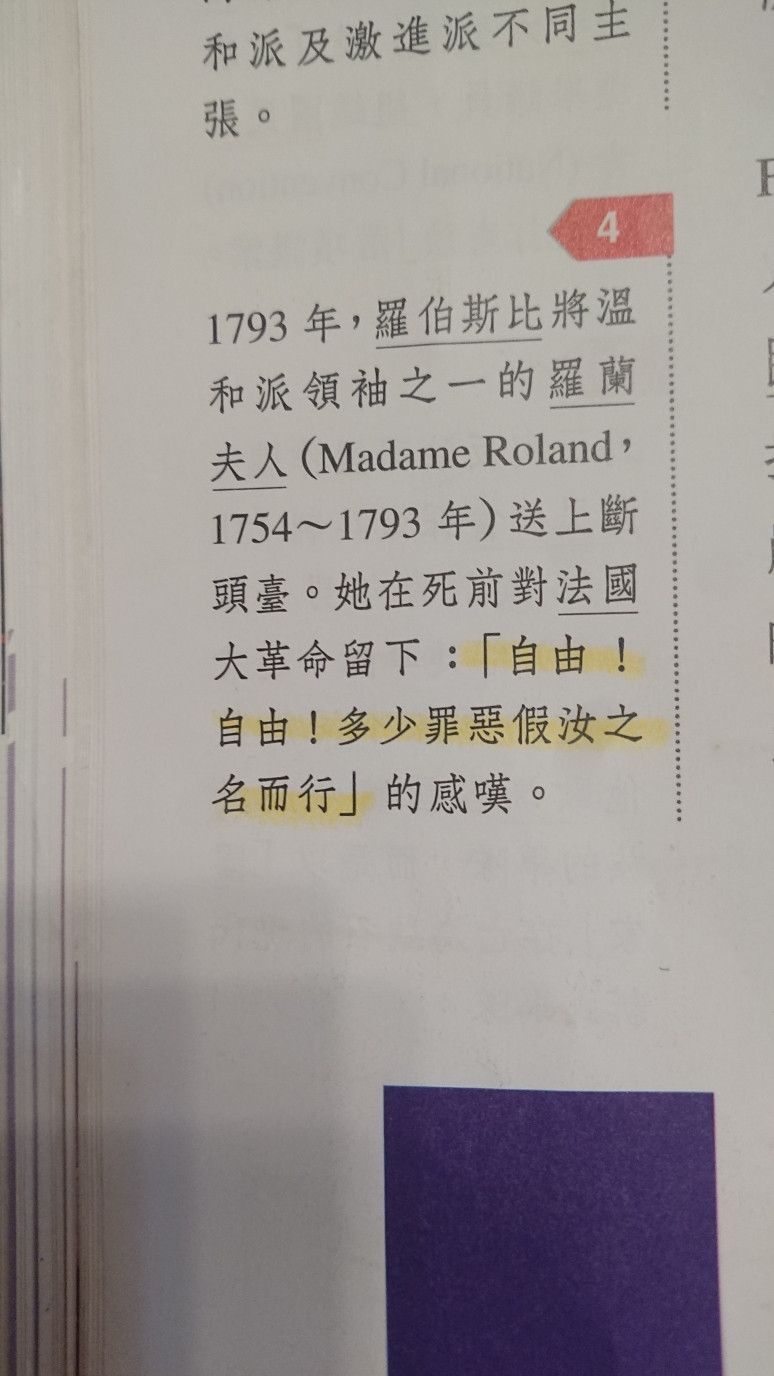 和派及激進派不同主
張。
4
1793 年，羅伯斯比將溫
和派領袖之一的羅蘭
夫人（Madame Roland，
1754～1793 年）送上斷
頭臺。她在死前對法國
大革命留下：「自由！
自由！多少罪惡假汝之
名而行」的感嘆。